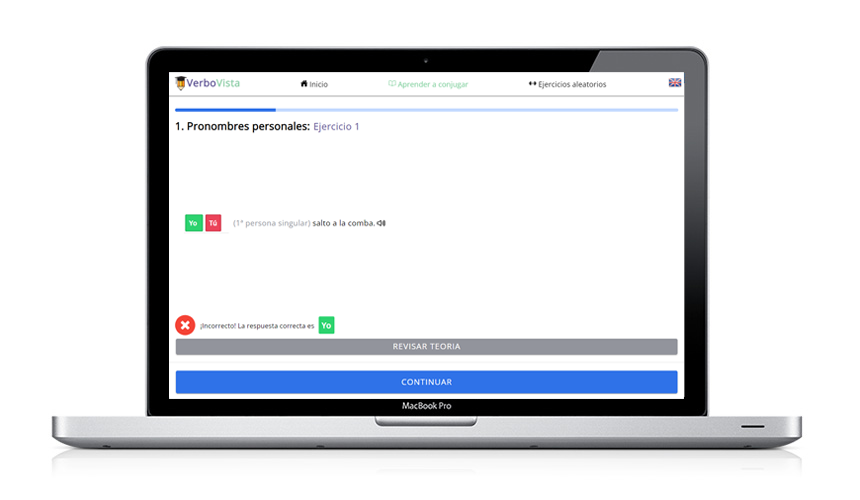 VerboVista Inicio Aprender a conjugar Ejercicios aleatorios
1. Pronombres personales: Ejercicio 1
Yo Tú (1ª persona singular) salto a la comba.
¡Incorrecto! La respuesta correcta es Yo
REVISAR TEORIA
CONTINUAR
MacBook Pro